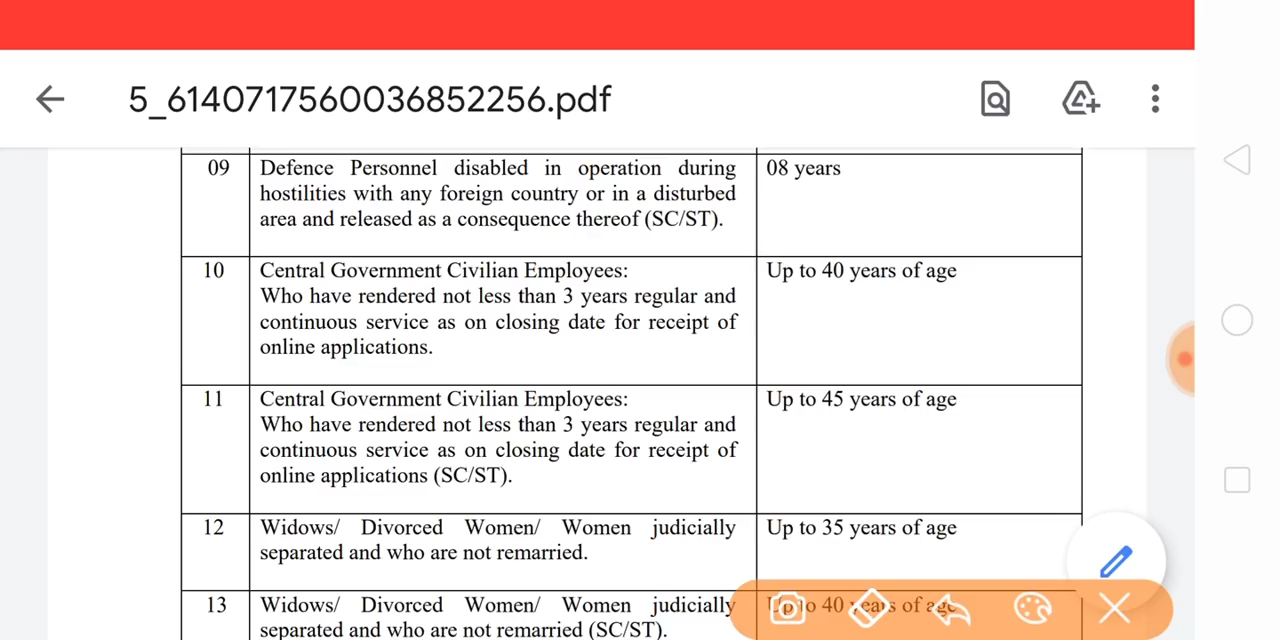 5_6140717560036852256.pdf
09 Defence Personnel disabled in operation during 08 years
hostilities with any foreign country or in a disturbed
area and released as a consequence thereof (SC/ST).
10 Central Government Civilian Employees: Up to 40 years of age
Who have rendered not less than 3 years regular and
continuous service as on closing date for receipt of
online applications.
11 Central Government Civilian Employees: Up to 45 years of age
Who have rendered not less than 3 years regular and
continuous service as on closing date for receipt of
online applications (SC/ST).
12 Widows/ Divorced Women/ Women judicially Up to 35 years of age
separated and who are not remarried.
13 Widows/ Divorced Women/ Women judicially Up to 40 years of age
separated and who are not remarried (SC/ST).